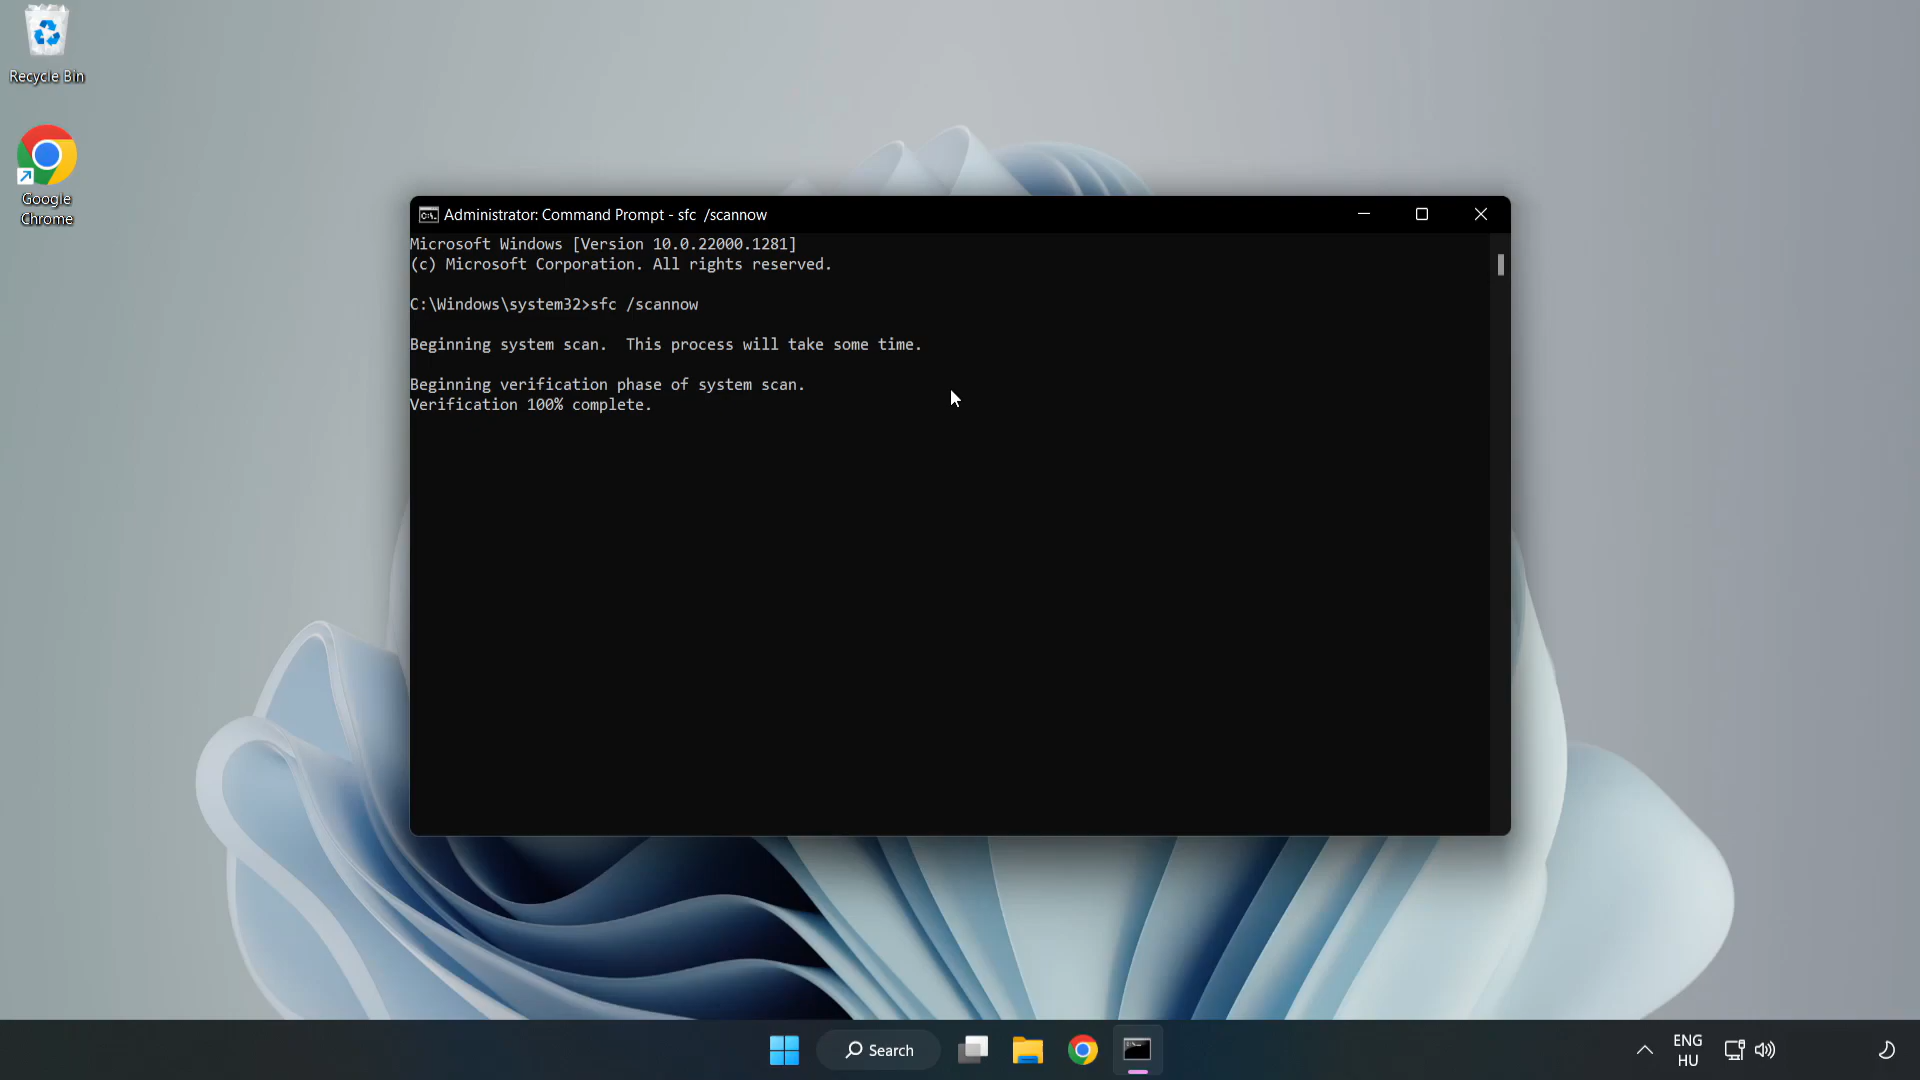 Recycle Bin
Google
Chrome
Administrator: Command Prompt - sfc  /scannow
Microsoft Windows [Version 10.0.22000.1281]
(c) Microsoft Corporation. All rights reserved.
C:\Windows\system32>sfc /scannow
Beginning system scan.  This process will take some time.
Beginning verification phase of system scan.
Verification 100% complete.
Search
ENG
HU